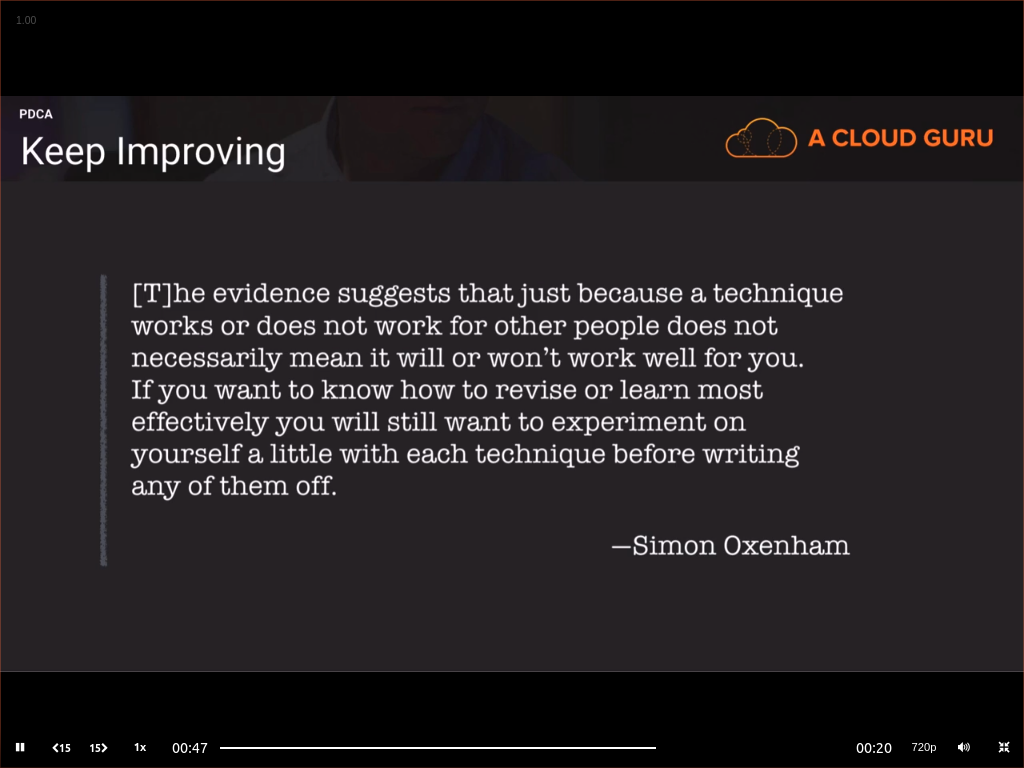 1.00
PDCA
Keep Improving
A CLOUD GURU
[T]he evidence suggests that just because a technique
works or does not work for other people does not
necessarily mean it will or won’t work well for you.
If you want to know how to revise or learn most
effectively you will still want to experiment on
yourself a little with each technique before writing
any of them off.
—Simon Oxenham
15 15 1x 00:47 00:20 720p